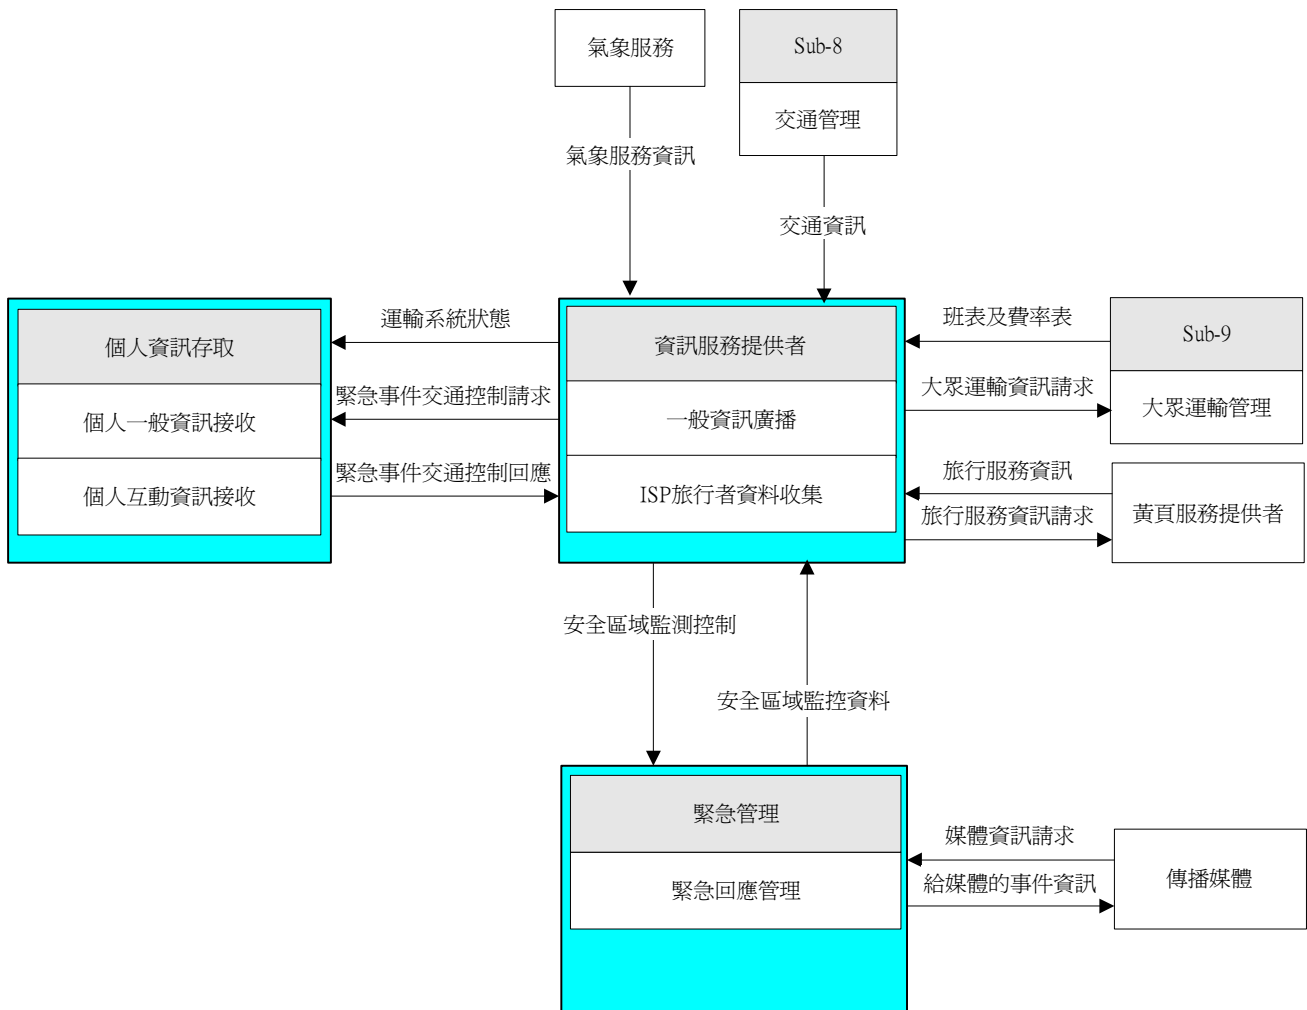 氣象服務
Sub-8
交通管理
氣象服務資訊
交通資訊
個人資訊存取
個人一般資訊接收
個人互動資訊接收
運輸系統狀態
緊急事件交通控制請求
緊急事件交通控制回應
資訊服務提供者
一般資訊廣播
ISP旅行者資料收集
班表及費率表
大眾運輸資訊請求
旅行服務資訊
旅行服務資訊請求
Sub-9
大眾運輸管理
黃頁服務提供者
安全區域監測控制
安全區域監控資料
緊急管理
緊急回應管理
媒體資訊請求
給媒體的事件資訊
傳播媒體